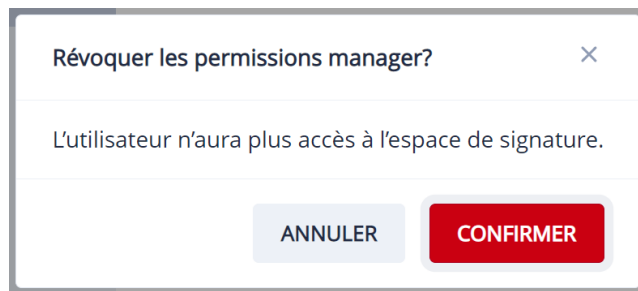 Révoquer les permissions manager?
L’utilisateur n’aura plus accès à l’espace de signature.
ANNULER
CONFIRMER